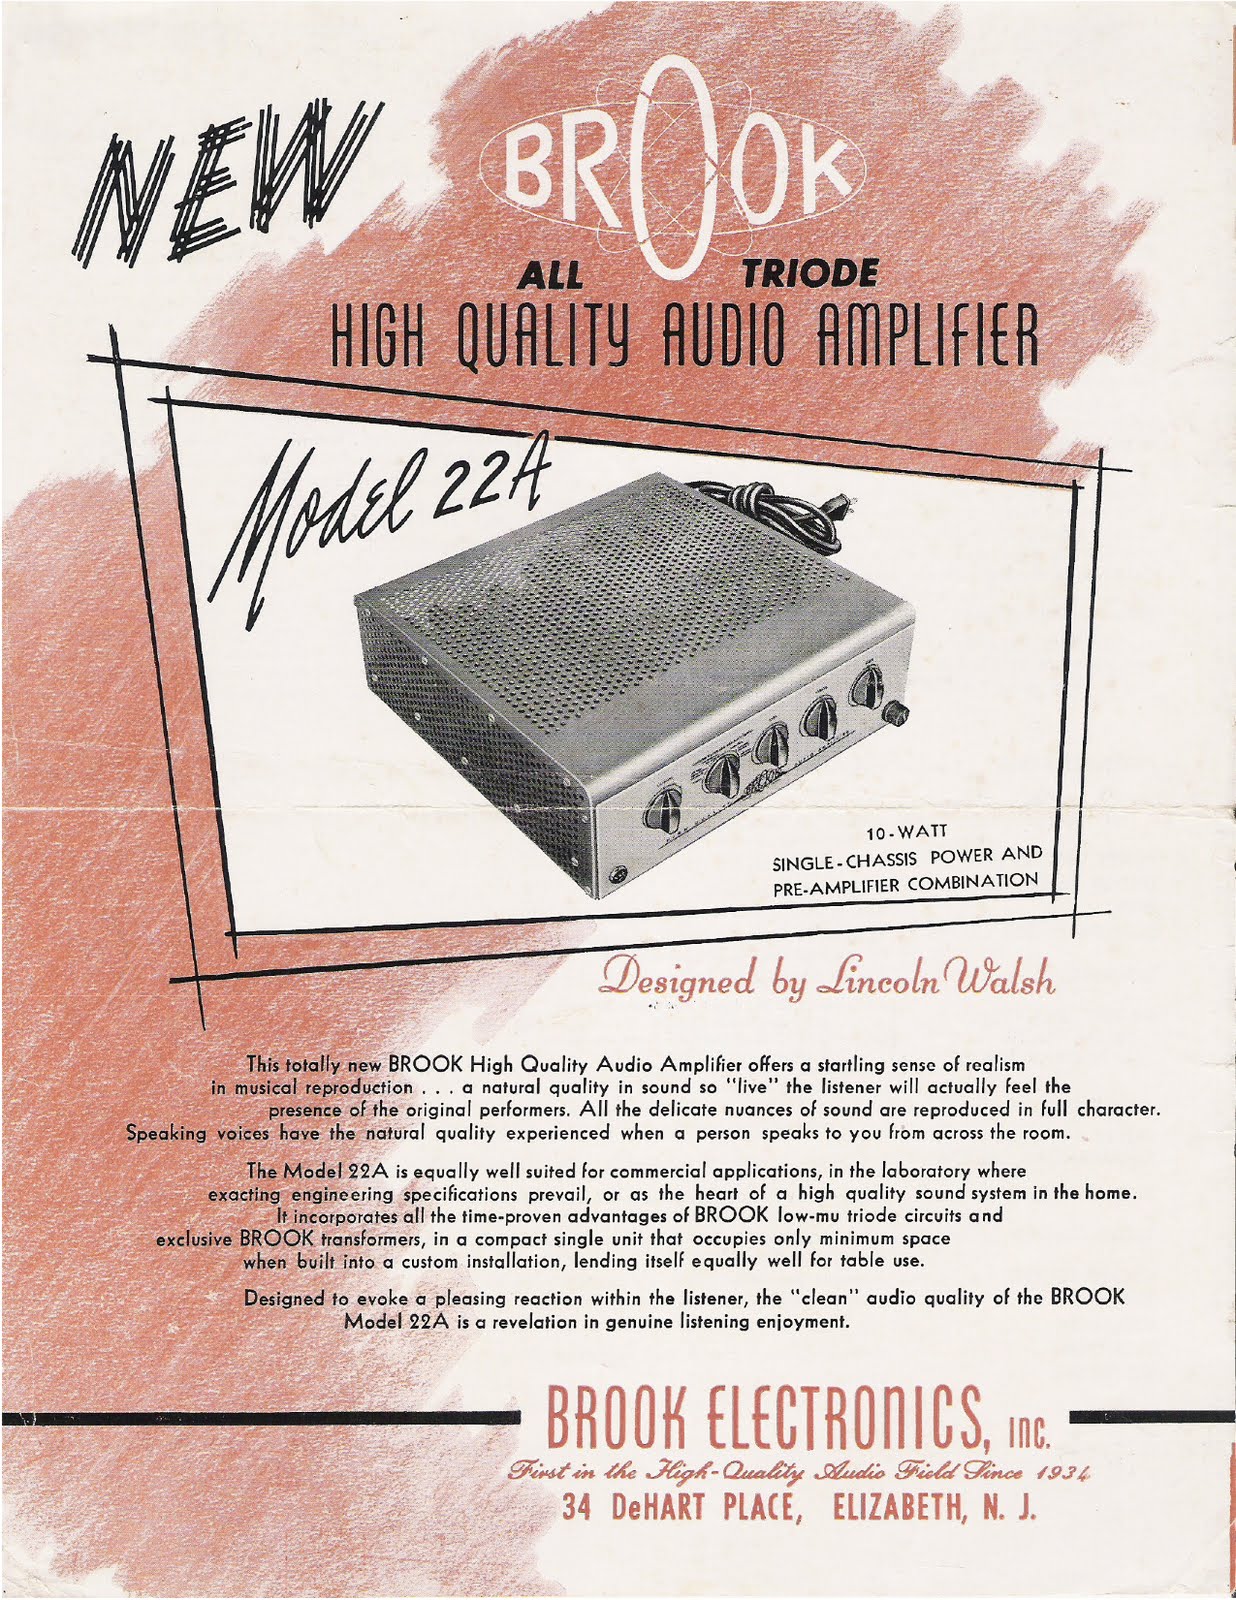 NEW
BROOK
ALL TRIODE
HIGH QUALITY AUDIO AMPLIFIER
Model 22A
10-WATT
SINGLE-CHASSIS POWER AND
PRE-AMPLIFIER COMBINATION
Designed by Lincoln Walsh
This totally new BROOK High Quality Audio Amplifier offers a startling sense of realism
in musical reproduction . . . a natural quality in sound so "live" the listener will actually feel the
presence of the original performers. All the delicate nuances of sound are reproduced in full character.
Speaking voices have the natural quality experienced when a person speaks to you from across the room.
The Model 22A is equally well suited for commercial applications, in the laboratory where
exacting engineering specifications prevail, or as the heart of a high quality sound system in the home.
It incorporates all the time-proven advantages of BROOK low-mu triode circuits and
exclusive BROOK transformers, in a compact single unit that occupies only minimum space
when built into a custom installation, lending itself equally well for table use.
Designed to evoke a pleasing reaction within the listener, the "clean" audio quality of the BROOK
Model 22A is a revelation in genuine listening enjoyment.
BROOK ELECTRONICS, INC.
First in the High-Quality Audio Field Since 1934
34 DeHART PLACE, ELIZABETH, N. J.